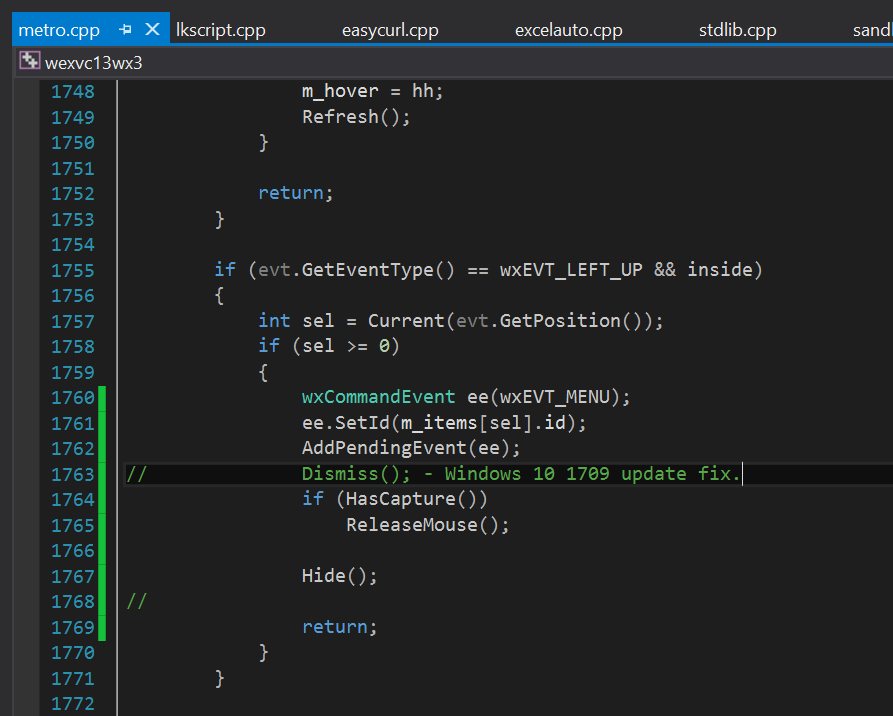 metro.cpp lkscript.cpp easycurl.cpp excelauto.cpp stdlib.cpp
wexvc13wx3
1748 m_hover = hh;
1749 Refresh();
1750 }
1751
1752 return;
1753 }
1754
1755 if (evt.GetEventType() == wxEVT_LEFT_UP && inside)
1756 {
1757 int sel = Current(evt.GetPosition());
1758 if (sel >= 0)
1759 {
1760 wxCommandEvent ee(wxEVT_MENU);
1761 ee.SetId(m_items[sel].id);
1762 AddPendingEvent(ee);
1763 // Dismiss(); - Windows 10 1709 update fix.
1764 if (HasCapture())
1765 ReleaseMouse();
1766
1767 Hide();
1768 //
1769 return;
1770 }
1771 }
1772